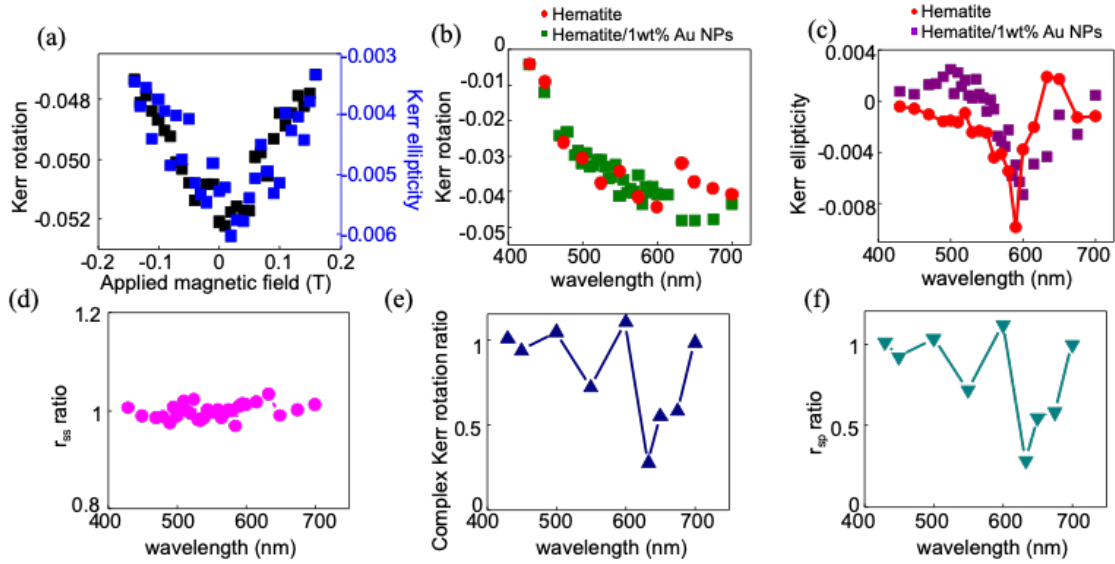 (a)
-0.048
-0.050
-0.052
Kerr rotation
-0.003
-0.004
-0.005
-0.006
Kerr ellipticity
-0.2 -0.1 0 0.1 0.2
Applied magnetic field (T)
(b)
Hematite
Hematite/1wt% Au NPs
0
-0.01
-0.02
-0.03
-0.04
-0.05
Kerr rotation
400 500 600 700
wavelength (nm)
(c)
Hematite
Hematite/1wt% Au NPs
0.004
0
-0.004
-0.008
Kerr ellipticity
400 500 600 700
wavelength (nm)
(d)
1.2
1
0.8
rss ratio
400 500 600 700
wavelength (nm)
(e)
1
0.5
0
Complex Kerr rotation ratio
400 500 600 700
wavelength (nm)
(f)
1
0.5
0
rsp ratio
400 500 600 700
wavelength (nm)